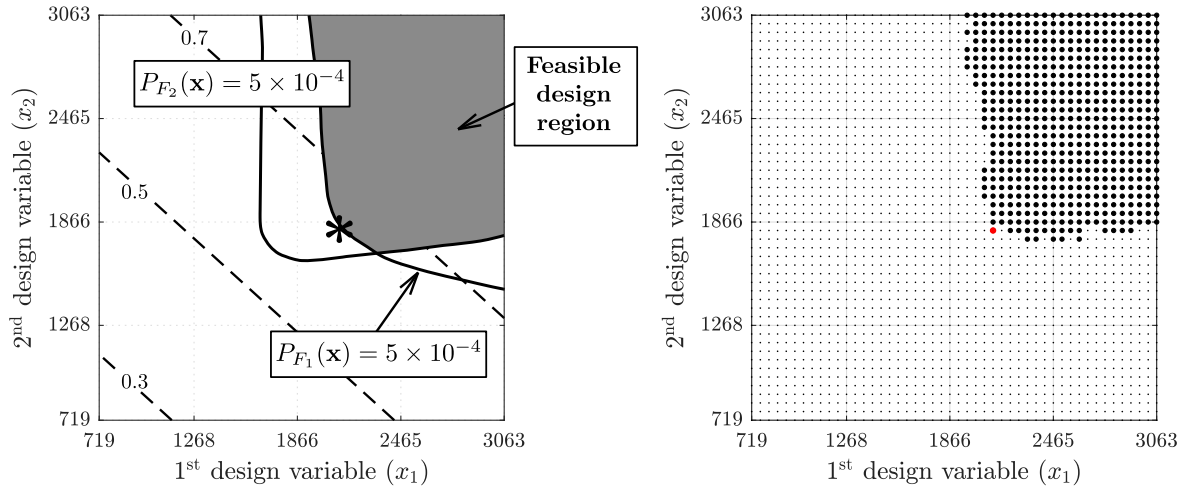 3063
2465
1866
1268
719
719
1268
1866
2465
3063
2nd design variable (x₂)
1st design variable (x₁)
0.7
0.5
0.3
P_{F₂}(𝐱) = 5 × 10⁻⁴
P_{F₁}(𝐱) = 5 × 10⁻⁴
Feasible
design
region
3063
2465
1866
1268
719
719
1268
1866
2465
3063
2nd design variable (x₂)
1st design variable (x₁)